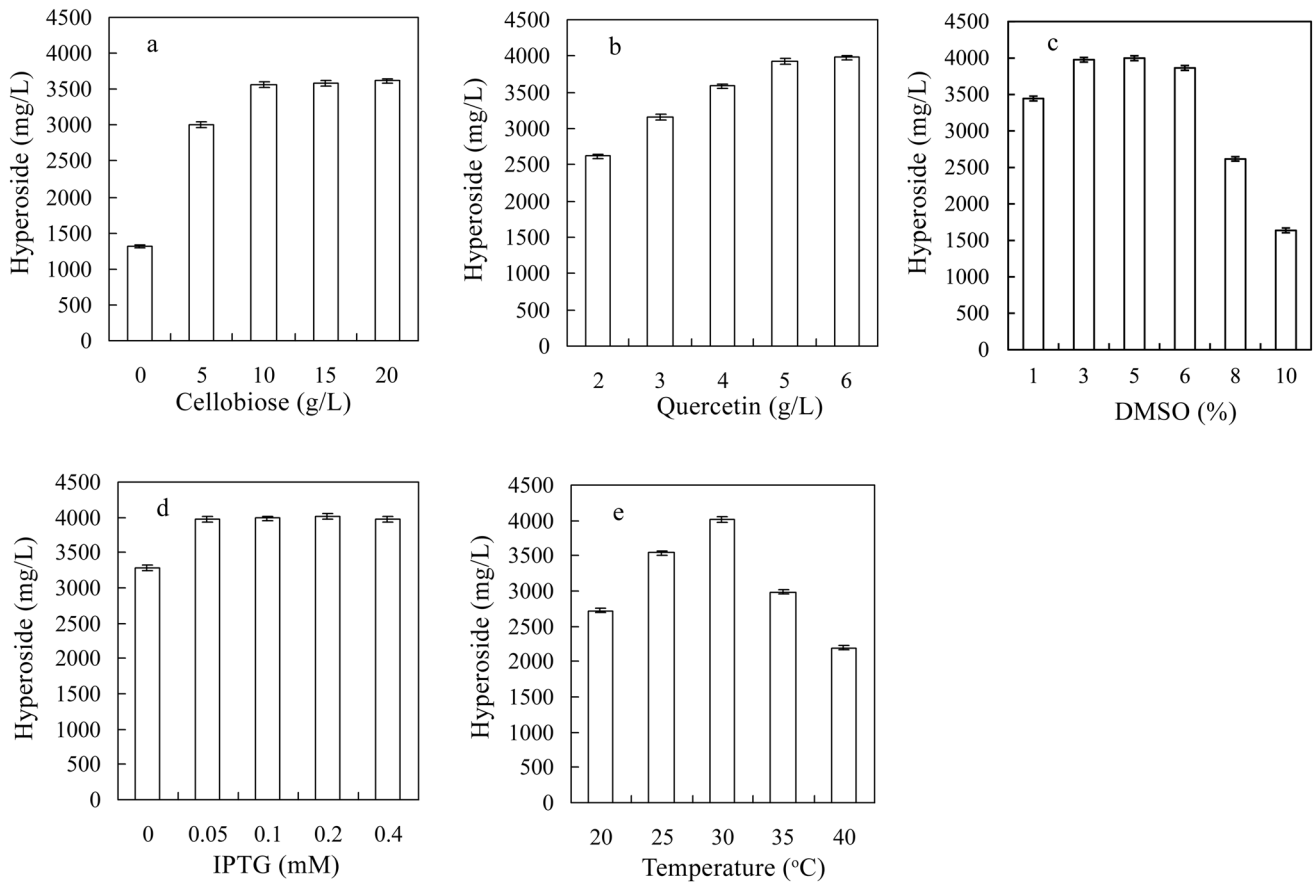 a
Hyperoside (mg/L)
4500
4000
3500
3000
2500
2000
1500
1000
500
0
0 5 10 15 20
Cellobiose (g/L)
b
Hyperoside (mg/L)
4500
4000
3500
3000
2500
2000
1500
1000
500
0
2 3 4 5 6
Quercetin (g/L)
c
Hyperoside (mg/L)
4500
4000
3500
3000
2500
2000
1500
1000
500
0
1 3 5 6 8 10
DMSO (%)
d
Hyperoside (mg/L)
4500
4000
3500
3000
2500
2000
1500
1000
500
0
0 0.05 0.1 0.2 0.4
IPTG (mM)
e
Hyperoside (mg/L)
4500
4000
3500
3000
2500
2000
1500
1000
500
0
20 25 30 35 40
Temperature (°C)